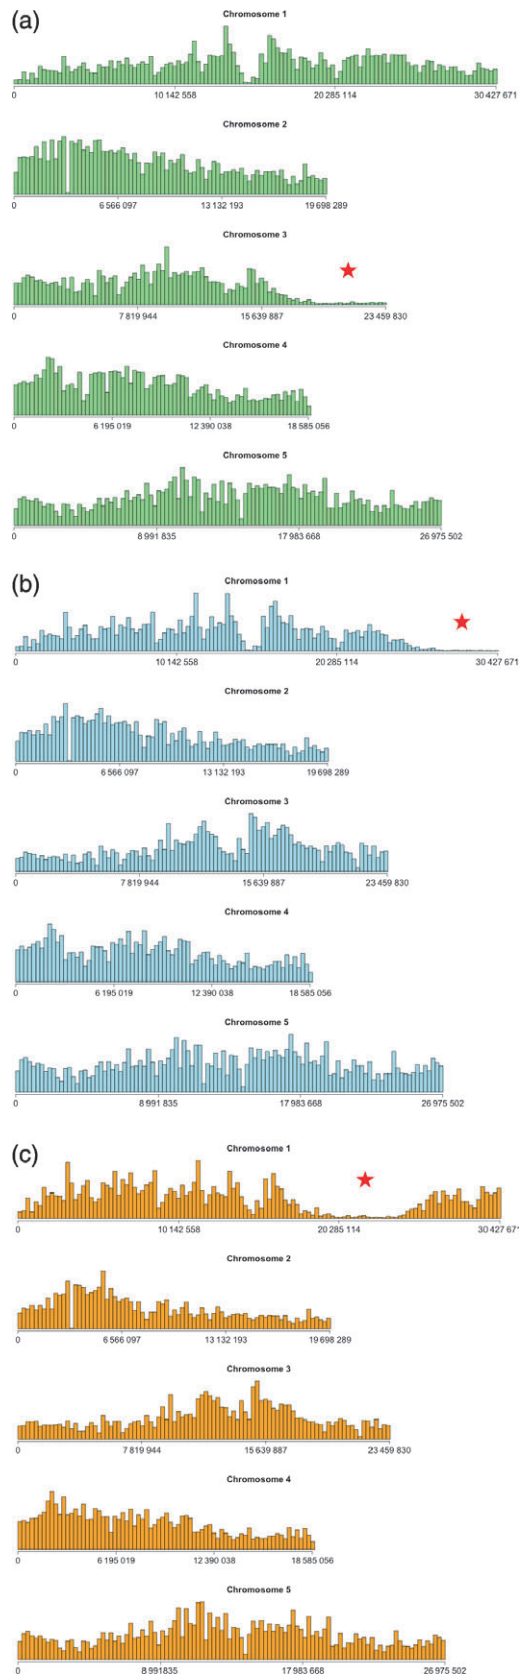 (a)
Chromosome 1
0 10 142 558 20 285 114 30 427 671
Chromosome 2
0 6 566 097 13 132 193 19 698 289
Chromosome 3
0 7 819 944 15 639 887 23 459 830
Chromosome 4
0 6 195 019 12 390 038 18 585 056
Chromosome 5
0 8 991 835 17 983 668 26 975 502
(b)
Chromosome 1
0 10 142 558 20 285 114 30 427 671
Chromosome 2
0 6 566 097 13 132 193 19 698 289
Chromosome 3
0 7 819 944 15 639 887 23 459 830
Chromosome 4
0 6 195 019 12 390 038 18 585 056
Chromosome 5
0 8 991 835 17 983 668 26 975 502
(c)
Chromosome 1
0 10 142 558 20 285 114 30 427 671
Chromosome 2
0 6 566 097 13 132 193 19 698 289
Chromosome 3
0 7 819 944 15 639 887 23 459 830
Chromosome 4
0 6 195 019 12 390 038 18 585 056
Chromosome 5
0 8 991835 17 983 668 26 975 502